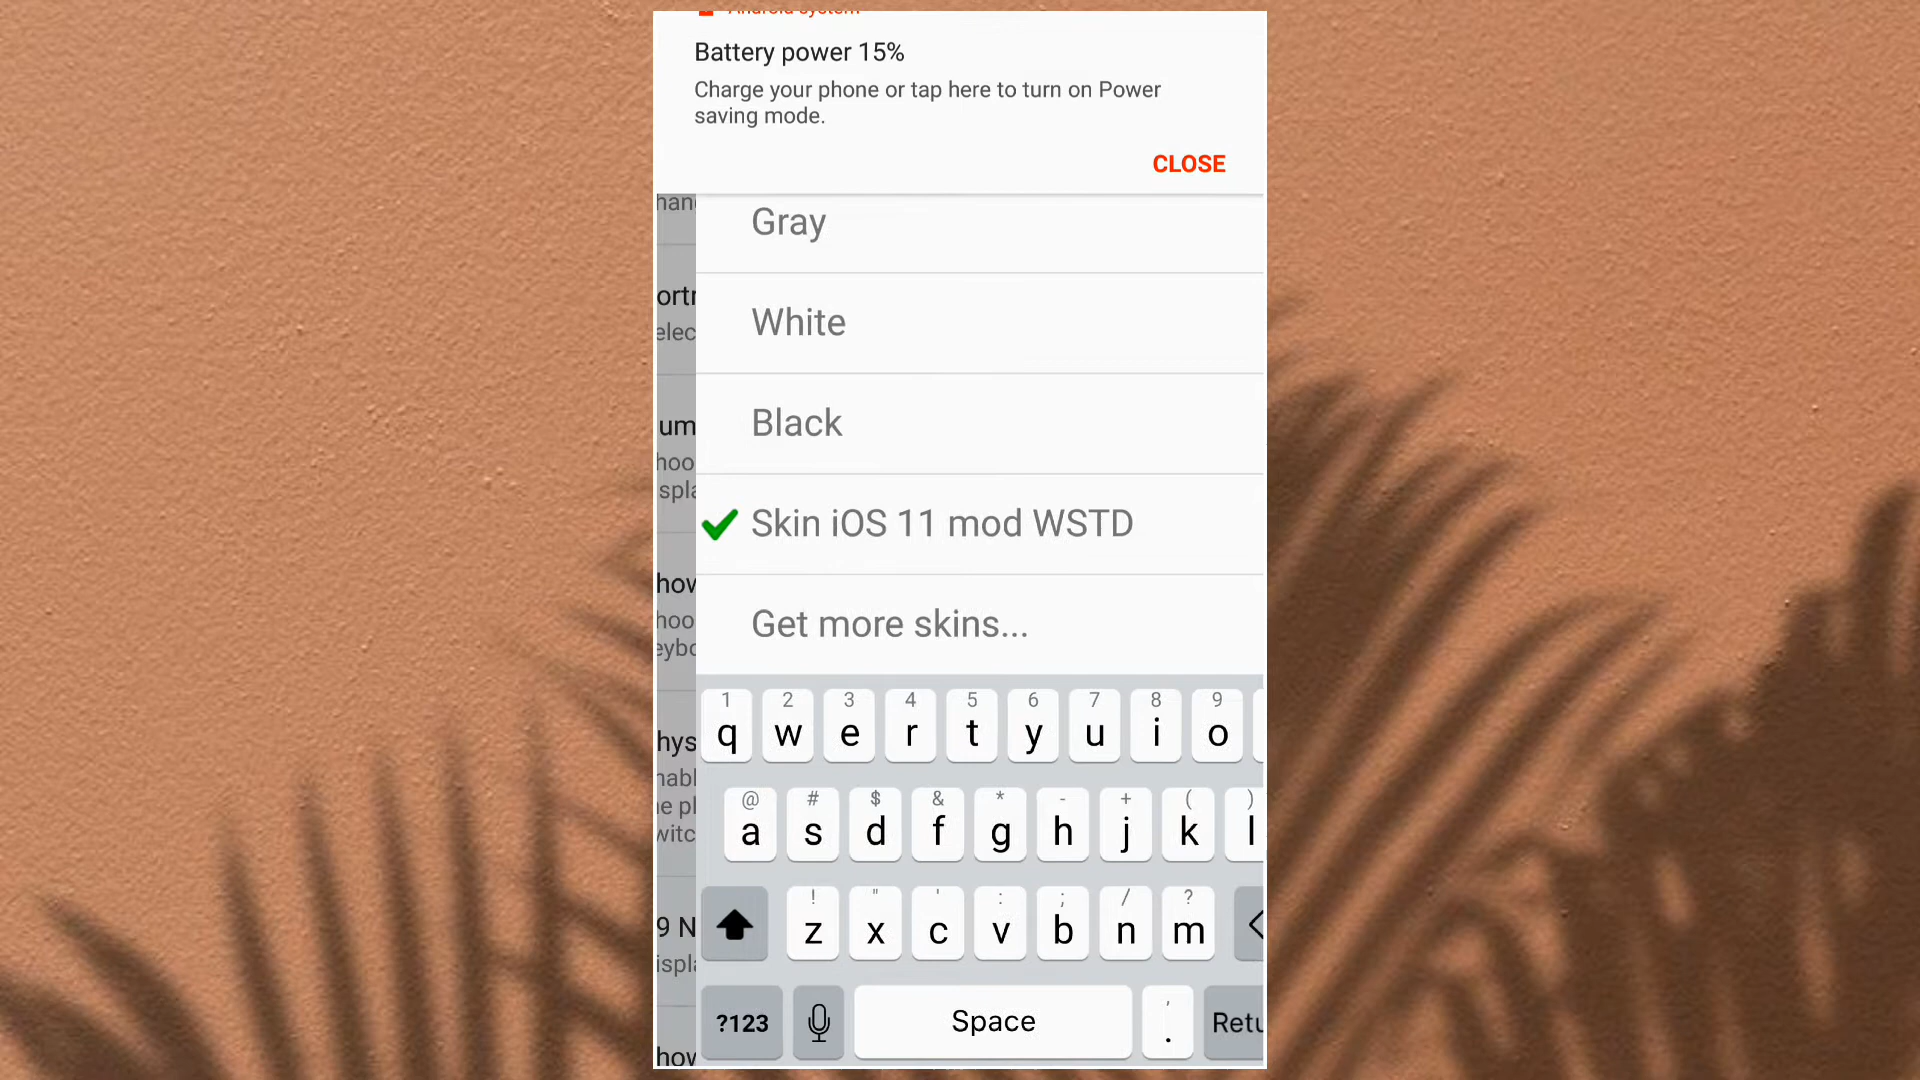 Android system
Battery power 15%
Charge your phone or tap here to turn on Power
saving mode.
CLOSE
Gray
White
Black
Skin iOS 11 mod WSTD
Get more skins...
1 2 3 4 5 6 7 8 9
q w e r t y u i o
@ # $ & * - + ( )
a s d f g h j k l
! " ' : ; / ?
z x c v b n m
?123 Space , .